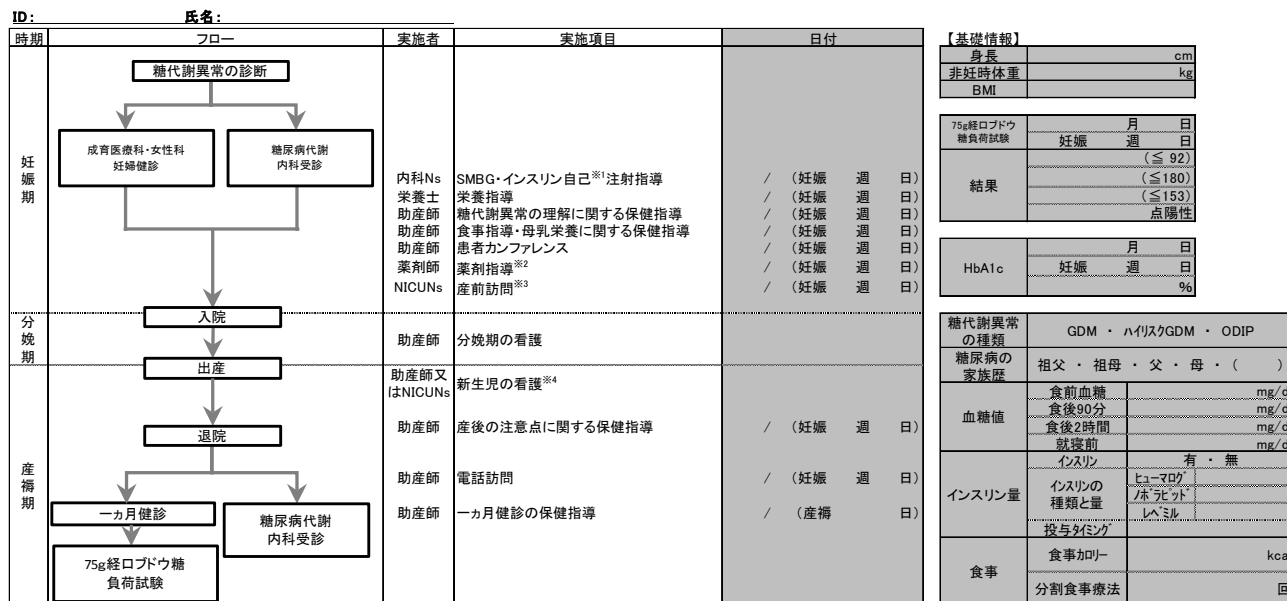 ID： 氏名：
時期 フロー 実施者 実施項目 日付
妊娠期
糖代謝異常の診断
成育医療科・女性科
妊婦健診
糖尿病代謝
内科受診
内科Ns SMBG・インスリン自己※1注射指導 / (妊娠 週 日)
栄養士 栄養指導 / (妊娠 週 日)
助産師 糖代謝異常の理解に関する保健指導 / (妊娠 週 日)
助産師 食事指導・母乳栄養に関する保健指導 / (妊娠 週 日)
助産師 患者カンファレンス / (妊娠 週 日)
薬剤師 薬剤指導※2 / (妊娠 週 日)
NICUNs 産前訪問※3 / (妊娠 週 日)
入院
分娩期
助産師 分娩期の看護
出産
産褥期
助産師又
はNICUNs
新生児の看護※4
退院
助産師 産後の注意点に関する保健指導 / (妊娠 週 日)
助産師 電話訪問 / (妊娠 週 日)
一ヵ月健診
糖尿病代謝
内科受診
助産師 一ヵ月健診の保健指導 / (産褥 日)
75g経口ブドウ糖
負荷試験
【基礎情報】
身長 cm
非妊時体重 kg
BMI
75g経口ブドウ
糖負荷試験
月 日
妊娠 週 日
結果
(≦ 92)
(≦180)
(≦153)
点陽性
HbA1c
月 日
妊娠 週 日
%
糖代謝異常
の種類
GDM ・ ハイリスクGDM ・ ODIP
糖尿病の
家族歴
祖父 ・ 祖母 ・ 父 ・ 母 ・ ( )
血糖値
食前血糖 mg/d
食後90分 mg/d
食後2時間 mg/d
就寝前 mg/d
インスリン量
インスリン 有 ・ 無
インスリンの
種類と量
ヒューマログ
ノボラピッド
レベミル
投与タイミング
食事
食事カロリー kca
分割食事療法 回